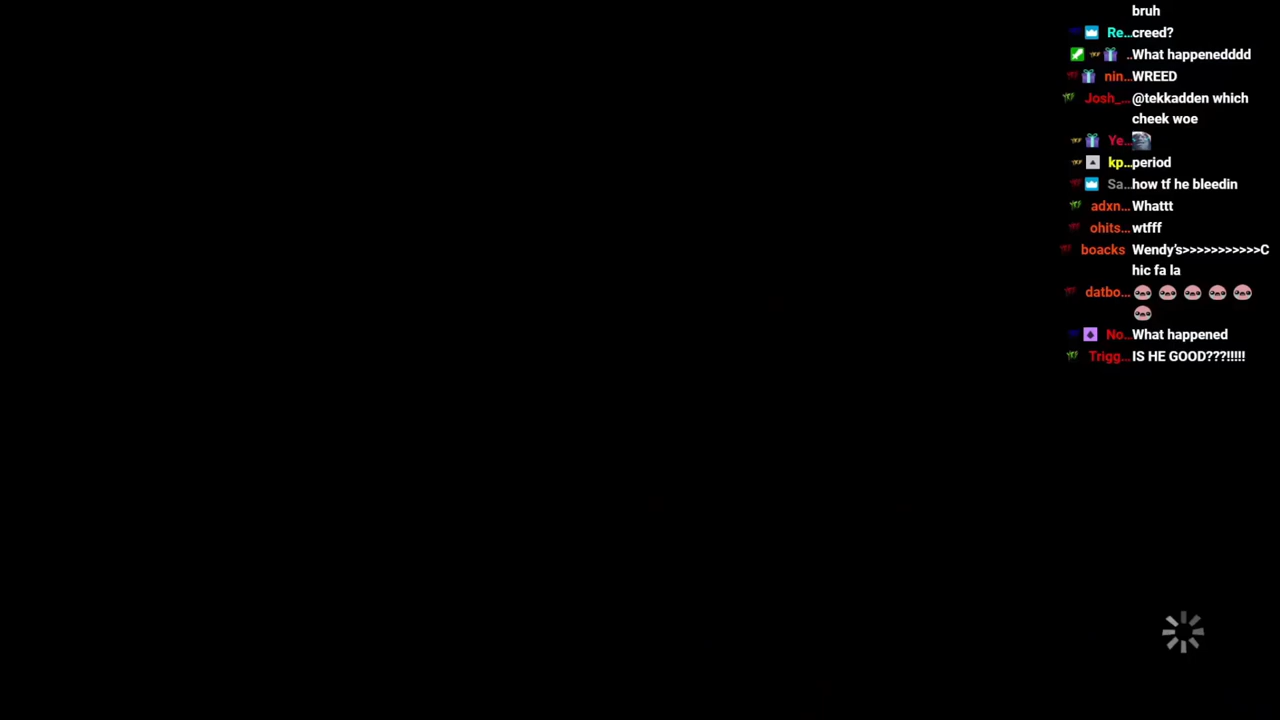 bruh
Re...creed?
..What happenedddd
nin...WREED
Josh_...@tekkadden which
cheek woe
Ye...
kp...period
Sa...how tf he bleedin
adxn...Whattt
ohits...wtfff
boacks Wendy's>>>>>>>>>>>C
hic fa la
datbo...
No...What happened
Trigg...IS HE GOOD???!!!!!